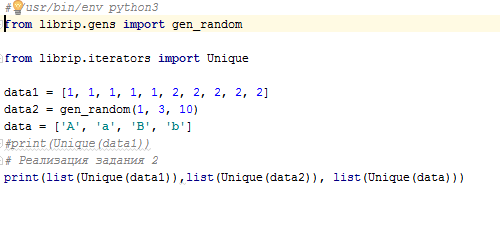 #usr/bin/env python3
from librip.gens import gen_random
from librip.iterators import Unique
data1 = [1, 1, 1, 1, 1, 2, 2, 2, 2, 2]
data2 = gen_random(1, 3, 10)
data = ['A', 'a', 'B', 'b']
#print(Unique(data1))
# Реализация задания 2
print(list(Unique(data1)),list(Unique(data2)), list(Unique(data)))